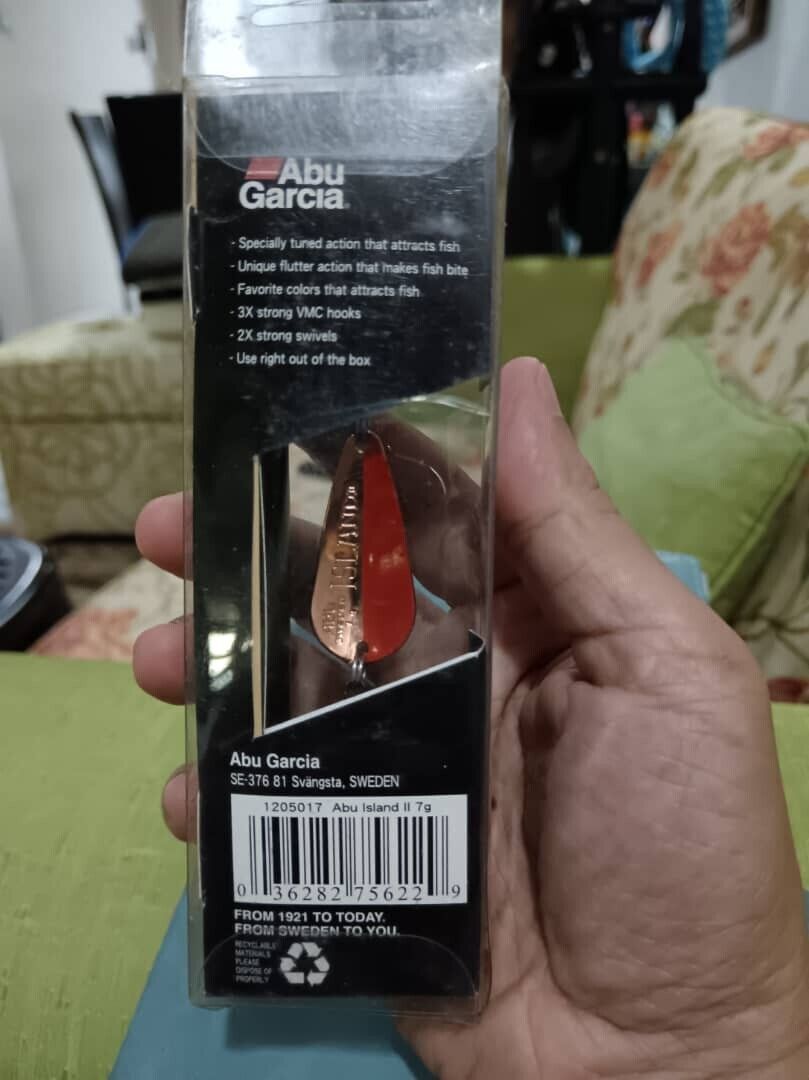 Abu
Garcia
- Specially tuned action that attracts fish
- Unique flutter action that makes fish bite
- Favorite colors that attracts fish
- 3X strong VMC hooks
- 2X strong swivels
- Use right out of the box
ISLAND
Abu Garcia
SE-376 81 Svängsta, SWEDEN
1205017 Abu Island II 7g
0 36282 75622 9
FROM 1921 TO TODAY.
FROM SWEDEN TO YOU.
RECYCLABLE
MATERIALS
PLEASE
DISPOSE OF
PROPERLY